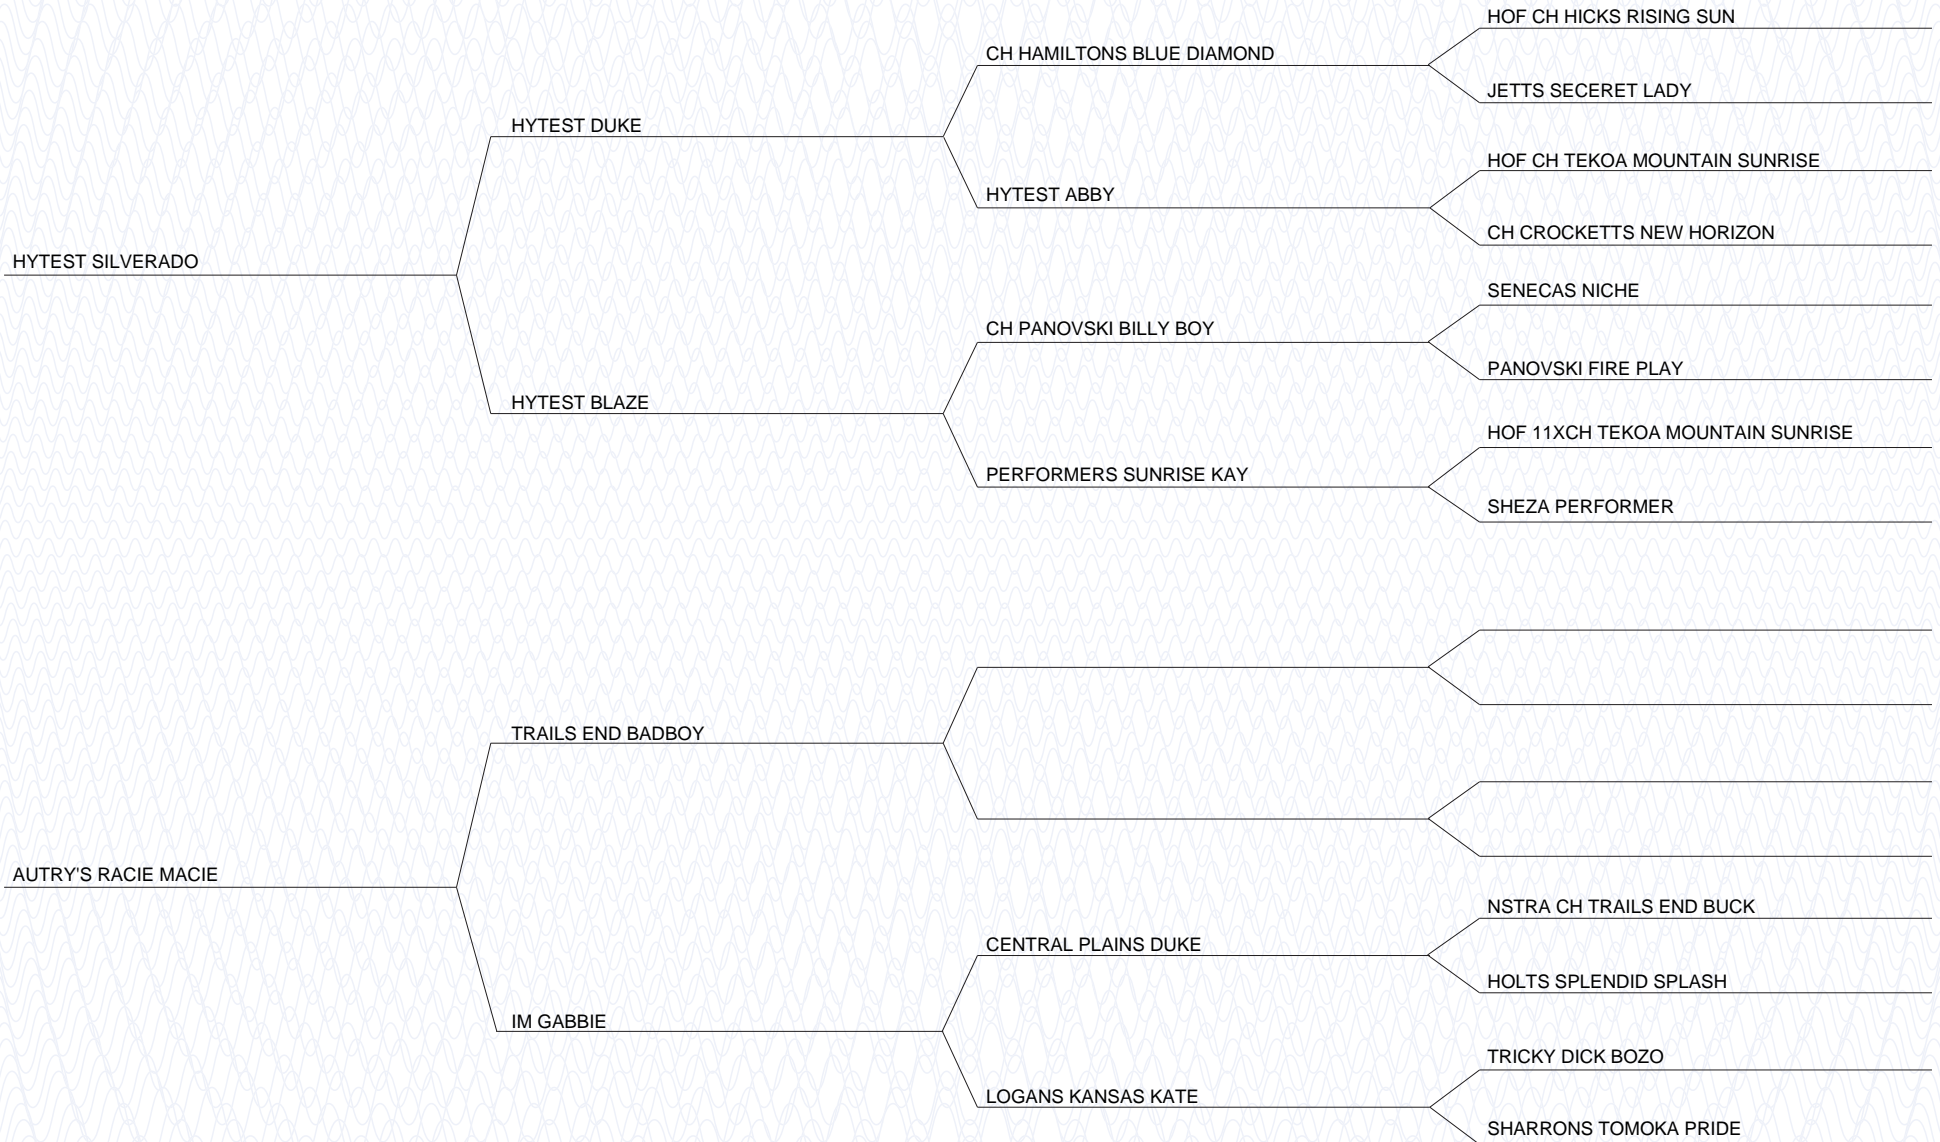 HOF CH HICKS RISING SUN
CH HAMILTONS BLUE DIAMOND
JETTS SECERET LADY
HYTEST DUKE
HOF CH TEKOA MOUNTAIN SUNRISE
HYTEST ABBY
CH CROCKETTS NEW HORIZON
HYTEST SILVERADO
SENECAS NICHE
CH PANOVSKI BILLY BOY
PANOVSKI FIRE PLAY
HYTEST BLAZE
HOF 11XCH TEKOA MOUNTAIN SUNRISE
PERFORMERS SUNRISE KAY
SHEZA PERFORMER
TRAILS END BADBOY
AUTRY'S RACIE MACIE
NSTRA CH TRAILS END BUCK
CENTRAL PLAINS DUKE
HOLTS SPLENDID SPLASH
IM GABBIE
TRICKY DICK BOZO
LOGANS KANSAS KATE
SHARRONS TOMOKA PRIDE